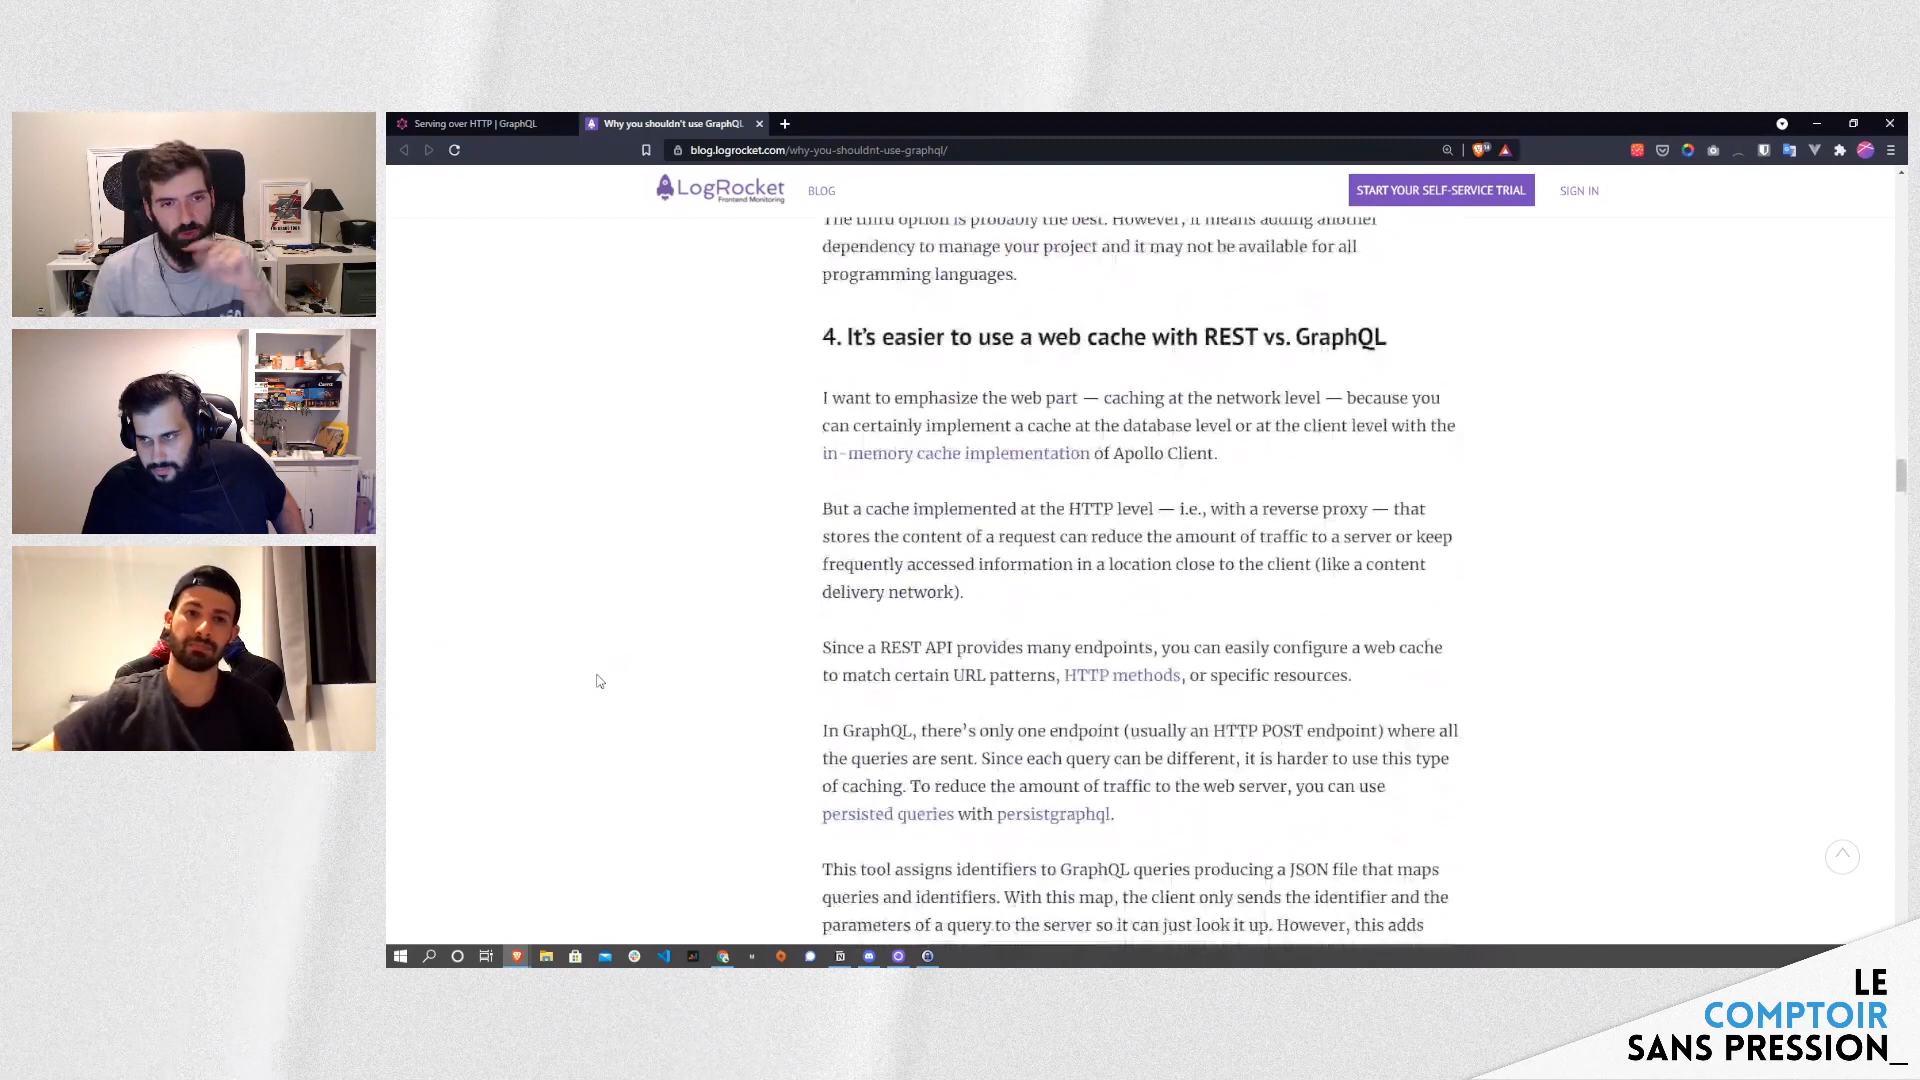 Serving over HTTP | GraphQL
Why you shouldn't use GraphQL
blog.logrocket.com/why-you-shouldnt-use-graphql/
LogRocket
Frontend Monitoring
BLOG
START YOUR SELF-SERVICE TRIAL
SIGN IN
The third option is probably the best. However, it means adding another
dependency to manage your project and it may not be available for all
programming languages.
4. It's easier to use a web cache with REST vs. GraphQL
I want to emphasize the web part — caching at the network level — because you
can certainly implement a cache at the database level or at the client level with the
in-memory cache implementation of Apollo Client.
But a cache implemented at the HTTP level — i.e., with a reverse proxy — that
stores the content of a request can reduce the amount of traffic to a server or keep
frequently accessed information in a location close to the client (like a content
delivery network).
Since a REST API provides many endpoints, you can easily configure a web cache
to match certain URL patterns, HTTP methods, or specific resources.
In GraphQL, there's only one endpoint (usually an HTTP POST endpoint) where all
the queries are sent. Since each query can be different, it is harder to use this type
of caching. To reduce the amount of traffic to the web server, you can use
persisted queries with persistgraphql.
This tool assigns identifiers to GraphQL queries producing a JSON file that maps
queries and identifiers. With this map, the client only sends the identifier and the
parameters of a query to the server so it can just look it up. However, this adds
LE
COMPTOIR
SANS PRESSION_